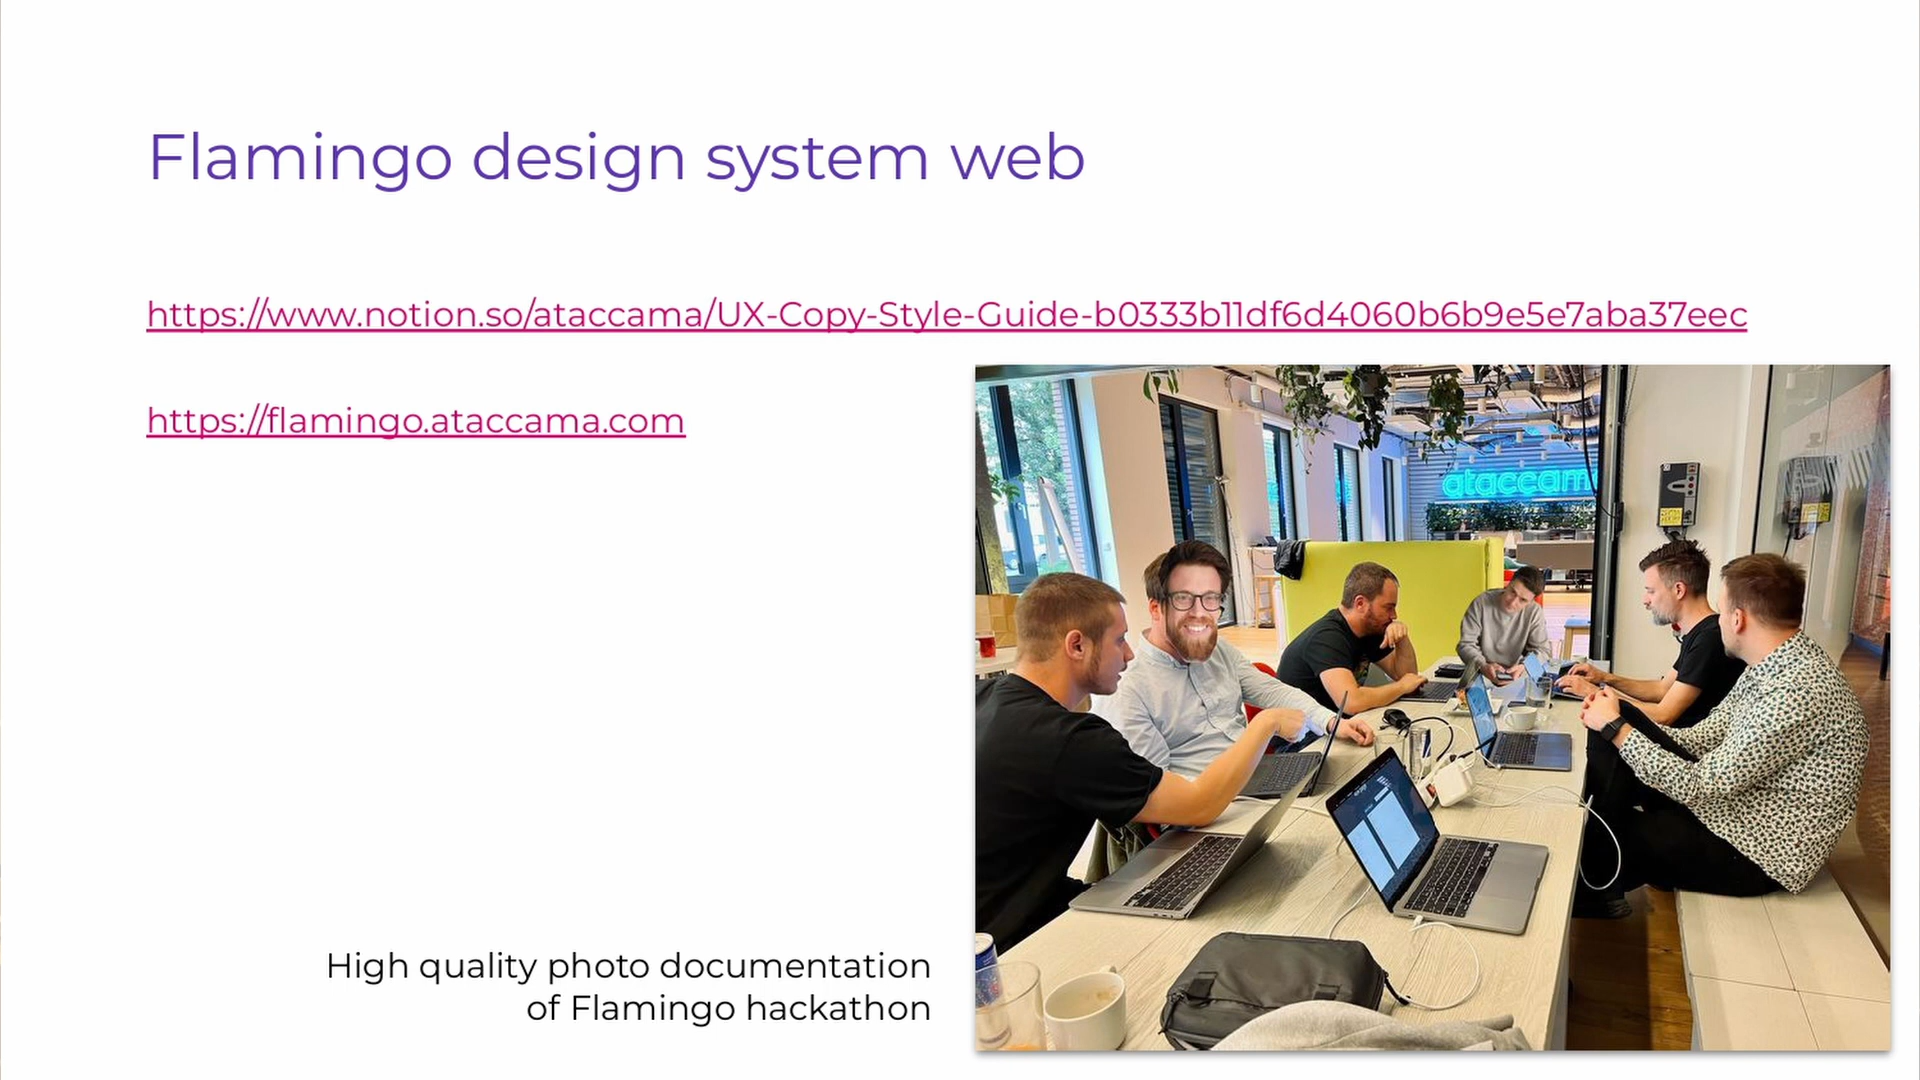 Flamingo design system web
https://www.notion.so/ataccama/UX-Copy-Style-Guide-b0333b11df6d4060b6b9e5e7aba37eec
https://flamingo.ataccama.com
ataccam
High quality photo documentation
of Flamingo hackathon